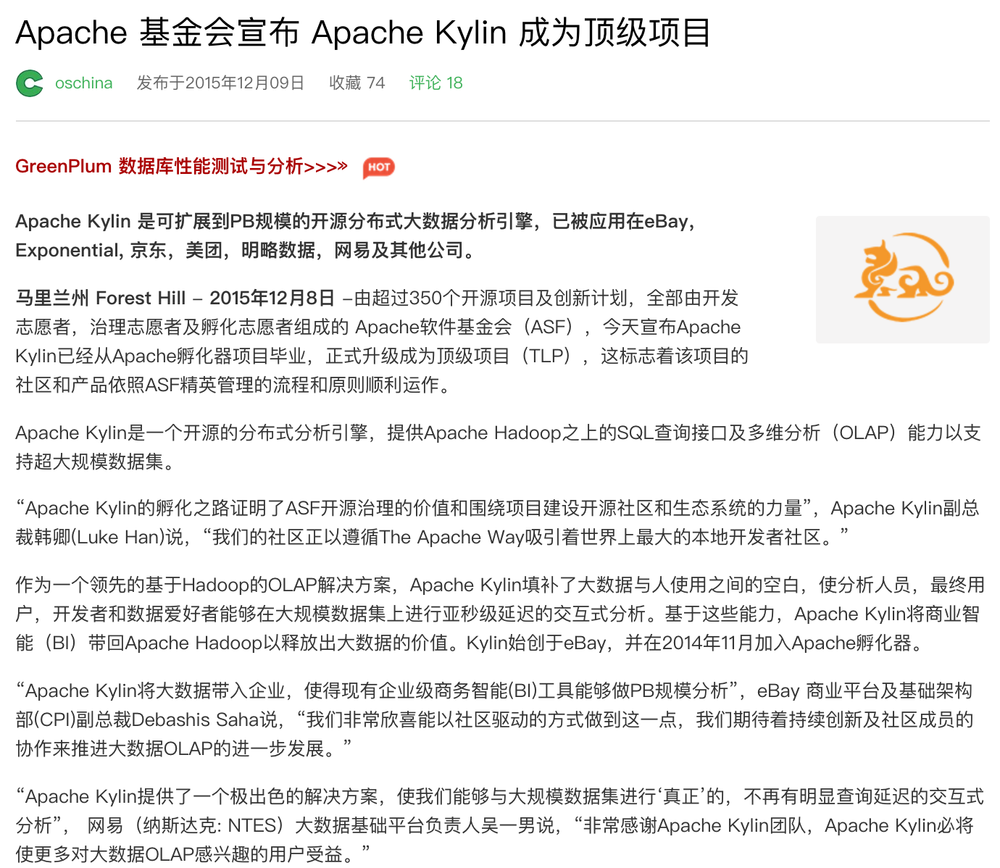 Apache 基金会宣布 Apache Kylin 成为顶级项目
oschina 发布于2015年12月09日 收藏 74 评论 18
GreenPlum 数据库性能测试与分析>>>» HOT
Apache Kylin 是可扩展到PB规模的开源分布式大数据分析引擎，已被应用在eBay,
Exponential, 京东，美团，明略数据，网易及其他公司。
马里兰州 Forest Hill – 2015年12月8日 –由超过350个开源项目及创新计划，全部由开发
志愿者，治理志愿者及孵化志愿者组成的 Apache软件基金会（ASF），今天宣布Apache
Kylin已经从Apache孵化器项目毕业，正式升级成为顶级项目（TLP），这标志着该项目的
社区和产品依照ASF精英管理的流程和原则顺利运作。
Apache Kylin是一个开源的分布式分析引擎，提供Apache Hadoop之上的SQL查询接口及多维分析（OLAP）能力以支
持超大规模数据集。
“Apache Kylin的孵化之路证明了ASF开源治理的价值和围绕项目建设开源社区和生态系统的力量”，Apache Kylin副总
裁韩卿(Luke Han)说，“我们的社区正以遵循The Apache Way吸引着世界上最大的本地开发者社区。”
作为一个领先的基于Hadoop的OLAP解决方案，Apache Kylin填补了大数据与人使用之间的空白，使分析人员，最终用
户，开发者和数据爱好者能够在大规模数据集上进行亚秒级延迟的交互式分析。基于这些能力，Apache Kylin将商业智
能（BI）带回Apache Hadoop以释放出大数据的价值。Kylin始创于eBay，并在2014年11月加入Apache孵化器。
“Apache Kylin将大数据带入企业，使得现有企业级商务智能(BI)工具能够做PB规模分析”，eBay 商业平台及基础架构
部(CPI)副总裁Debashis Saha说，“我们非常欣喜能以社区驱动的方式做到这一点，我们期待着持续创新及社区成员的
协作来推进大数据OLAP的进一步发展。”
“Apache Kylin提供了一个极出色的解决方案，使我们能够与大规模数据集进行‘真正’的，不再有明显查询延迟的交互式
分析”， 网易（纳斯达克: NTES）大数据基础平台负责人吴一男说，“非常感谢Apache Kylin团队，Apache Kylin必将
使更多对大数据OLAP感兴趣的用户受益。”